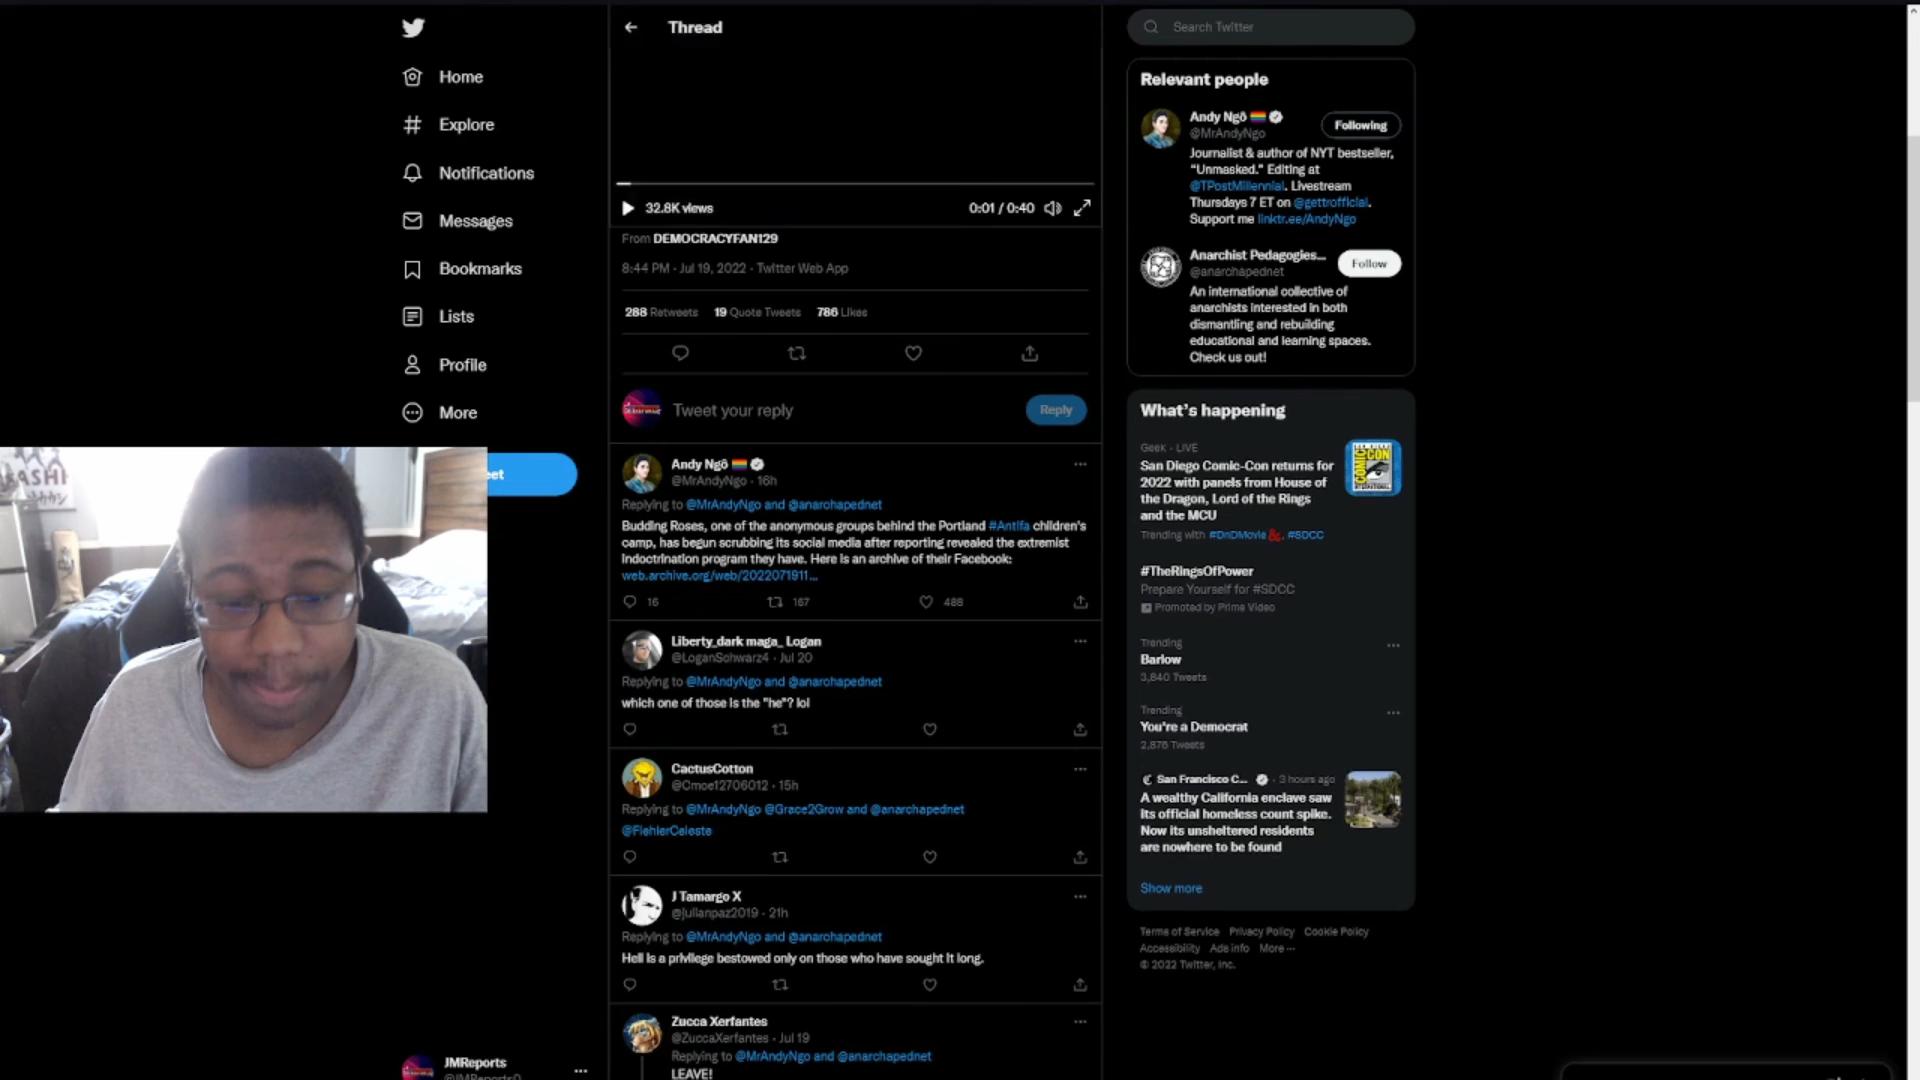 Thread
Search Twitter
Home
Explore
Notifications
Messages
Bookmarks
Lists
Profile
More
et
32.8K views
0:01 / 0:40
From DEMOCRACYFAN129
8:44 PM · Jul 19, 2022 · Twitter Web App
288 Retweets 19 Quote Tweets 786 Likes
Tweet your reply
Reply
Andy Ngô
@MrAndyNgo · 16h
Replying to @MrAndyNgo and @anarchapednet
Budding Roses, one of the anonymous groups behind the Portland #Antifa children's
camp, has begun scrubbing its social media after reporting revealed the extremist
indoctrination program they have. Here is an archive of their Facebook:
web.archive.org/web/2022071911...
16 167 488
Liberty_dark maga_ Logan
@LoganSchwarz4 · Jul 20
Replying to @MrAndyNgo and @anarchapednet
which one of those is the "he"? lol
CactusCotton
@Cmoe12706012 · 15h
Replying to @MrAndyNgo @Grace2Grow and @anarchapednet
@FiehlerCeleste
J Tamargo X
@julianpaz2019 · 21h
Replying to @MrAndyNgo and @anarchapednet
Hell is a privilege bestowed only on those who have sought it long.
Zucca Xerfantes
@ZuccaXerfantes · Jul 19
Replying to @MrAndyNgo and @anarchapednet
LEAVE!
Relevant people
Andy Ngô
@MrAndyNgo
Following
Journalist & author of NYT bestseller,
“Unmasked.” Editing at
@TPostMillennial. Livestream
Thursdays 7 ET on @gettrofficial.
Support me linktr.ee/AndyNgo
Anarchist Pedagogies...
@anarchapednet
Follow
An international collective of
anarchists interested in both
dismantling and rebuilding
educational and learning spaces.
Check us out!
What's happening
Geek · LIVE
San Diego Comic-Con returns for
2022 with panels from House of
the Dragon, Lord of the Rings
and the MCU
Trending with #DnDMovie, #SDCC
#TheRingsOfPower
Prepare Yourself for #SDCC
Promoted by Prime Video
Trending
Barlow
3,840 Tweets
Trending
You're a Democrat
2,876 Tweets
San Francisco C... · 3 hours ago
A wealthy California enclave saw
its official homeless count spike.
Now its unsheltered residents
are nowhere to be found
Show more
Terms of Service Privacy Policy Cookie Policy
Accessibility Ads info More ···
© 2022 Twitter, Inc.
JMReports